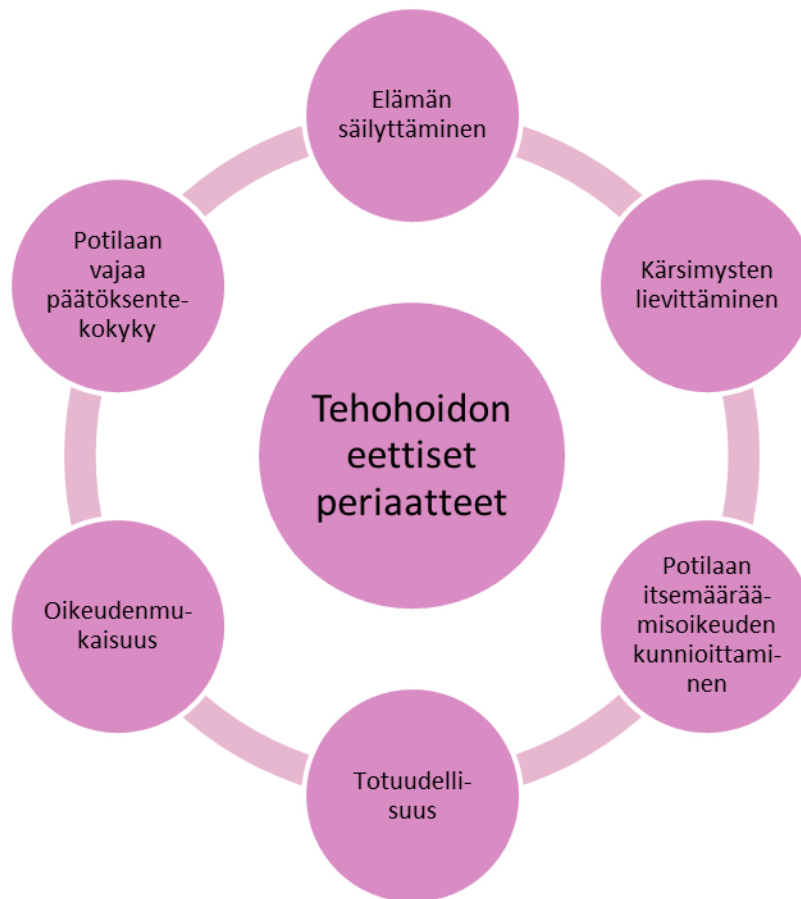 Elämän
säilyttäminen
Kärsimysten
lievittäminen
Potilaan
itsemäärää-
misoikeuden
kunnioittami-
nen
Totuudelli-
suus
Oikeudenmu-
kaisuus
Potilaan
vajaa
päätöksente-
kokyky
Tehohoidon
eettiset
periaatteet